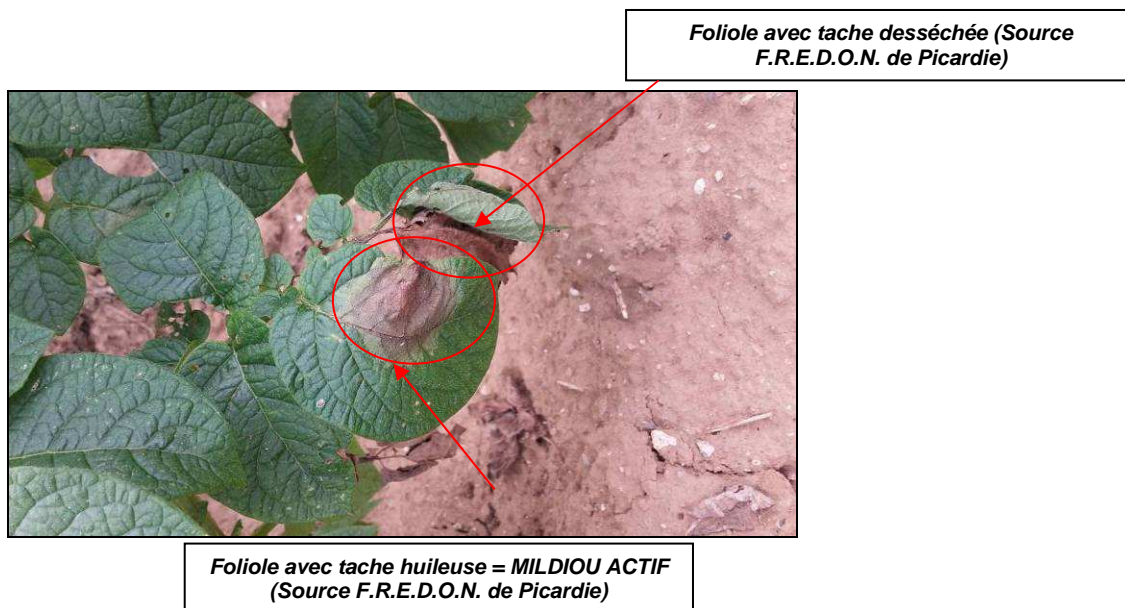 Foliole avec tache desséchée (Source
F.R.E.D.O.N. de Picardie)
Foliole avec tache huileuse = MILDIOU ACTIF
(Source F.R.E.D.O.N. de Picardie)